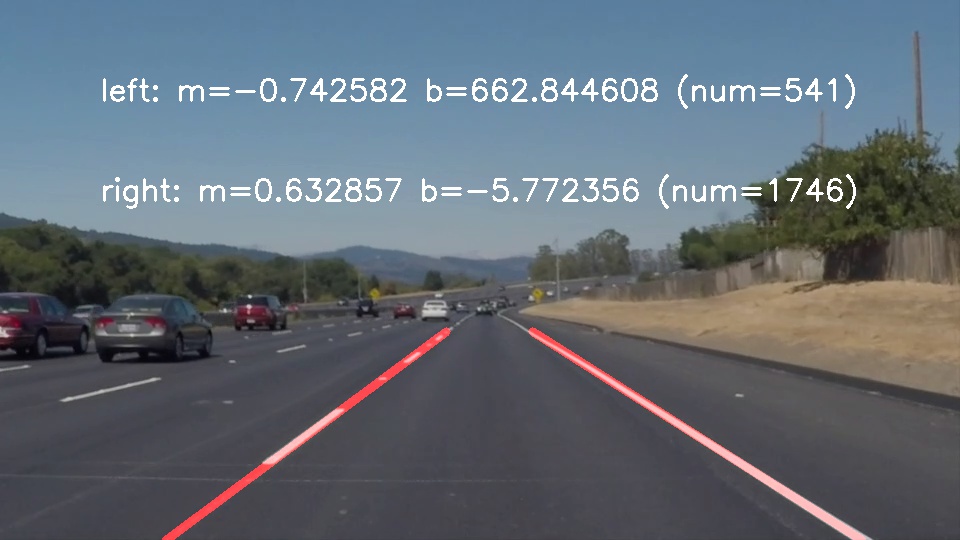 left: m=-0.742582 b=662.844608 (num=541)
right: m=0.632857 b=-5.772356 (num=1746)